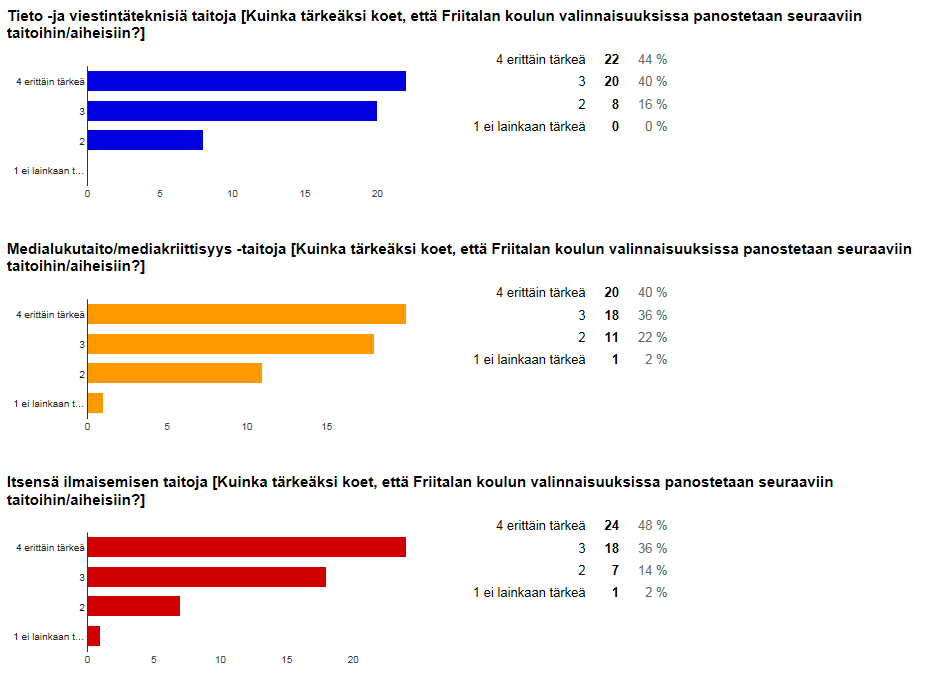 Tieto -ja viestintäteknisiä taitoja [Kuinka tärkeäksi koet, että Friitalan koulun valinnaisuuksissa panostetaan seuraaviin
taitoihin/aiheisiin?]
4 erittäin tärkeä 22 44 %
3 20 40 %
2 8 16 %
1 ei lainkaan tärkeä 0 0 %
4 erittäin tärkeä
3
2
1 ei lainkaan t...
0 5 10 15 20
Medialukutaito/mediakriittisyys -taitoja [Kuinka tärkeäksi koet, että Friitalan koulun valinnaisuuksissa panostetaan seuraaviin
taitoihin/aiheisiin?]
4 erittäin tärkeä 20 40 %
3 18 36 %
2 11 22 %
1 ei lainkaan tärkeä 1 2 %
4 erittäin tärkeä
3
2
1 ei lainkaan t...
0 5 10 15
Itsensä ilmaisemisen taitoja [Kuinka tärkeäksi koet, että Friitalan koulun valinnaisuuksissa panostetaan seuraaviin
taitoihin/aiheisiin?]
4 erittäin tärkeä 24 48 %
3 18 36 %
2 7 14 %
1 ei lainkaan tärkeä 1 2 %
4 erittäin tärkeä
3
2
1 ei lainkaan t...
0 5 10 15 20